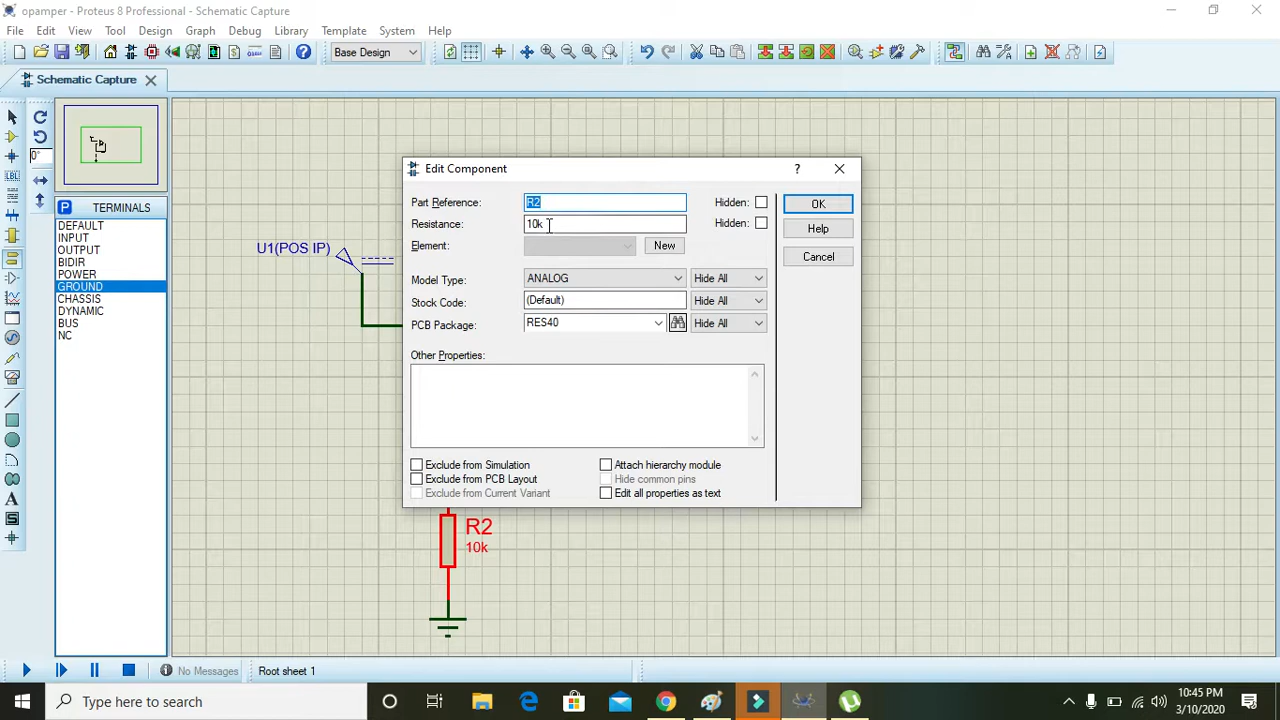 opamper - Proteus 8 Professional - Schematic Capture
File Edit View Tool Design Graph Debug Library Template System Help
Base Design
Schematic Capture
0°
LBL
P TERMINALS
DEFAULT
INPUT
OUTPUT
BIDIR
POWER
GROUND
CHASSIS
DYNAMIC
BUS
NC
A
U1(POS IP)
Edit Component
?
Part Reference: R2 Hidden: OK
Resistance: 10k Hidden: Help
Element: New
Cancel
Model Type: ANALOG Hide All
Stock Code: (Default) Hide All
PCB Package: RES40 Hide All
Other Properties:
Exclude from Simulation Attach hierarchy module
Exclude from PCB Layout Hide common pins
Exclude from Current Variant Edit all properties as text
R2
10k
No Messages Root sheet 1
Type here to search
10:45 PM
3/10/2020